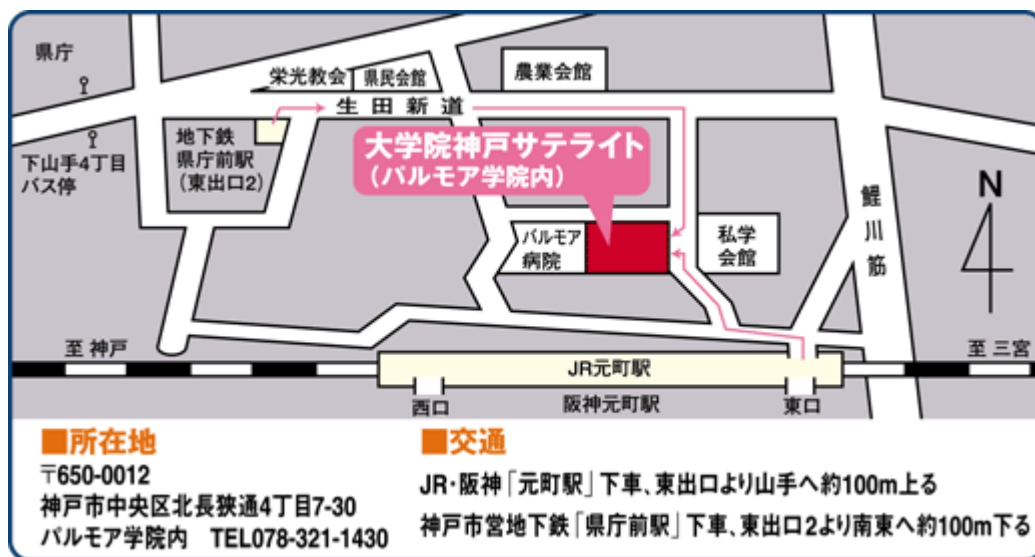 県庁
栄光教会
県民会館
農業会館
生田新道
地下鉄
県庁前駅
(東出口2)
下山手4丁目
バス停
大学院神戸サテライト
(パルモア学院内)
N
鯉川筋
パルモア
病院
私学
会館
至 神戸
至 三宮
JR元町駅
西口
阪神元町駅
東口
■所在地
〒650-0012
神戸市中央区北長狭通4丁目7-30
パルモア学院内 TEL078-321-1430
■交通
JR・阪神「元町駅」下車、東出口より山手へ約100m上る
神戸市営地下鉄「県庁前駅」下車、東出口2より南東へ約100m下る